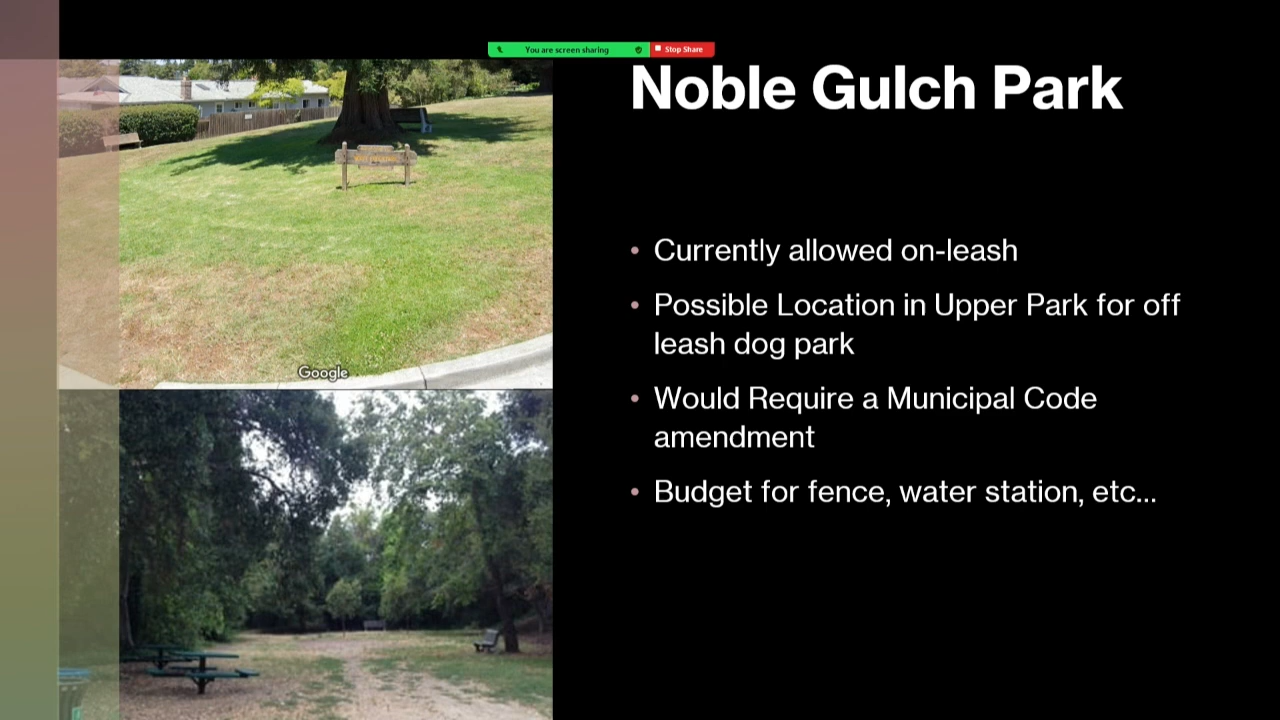 You are screen sharing
Stop Share
Noble Gulch Park
Google
• Currently allowed on-leash
• Possible Location in Upper Park for off
leash dog park
• Would Require a Municipal Code
amendment
• Budget for fence, water station, etc...